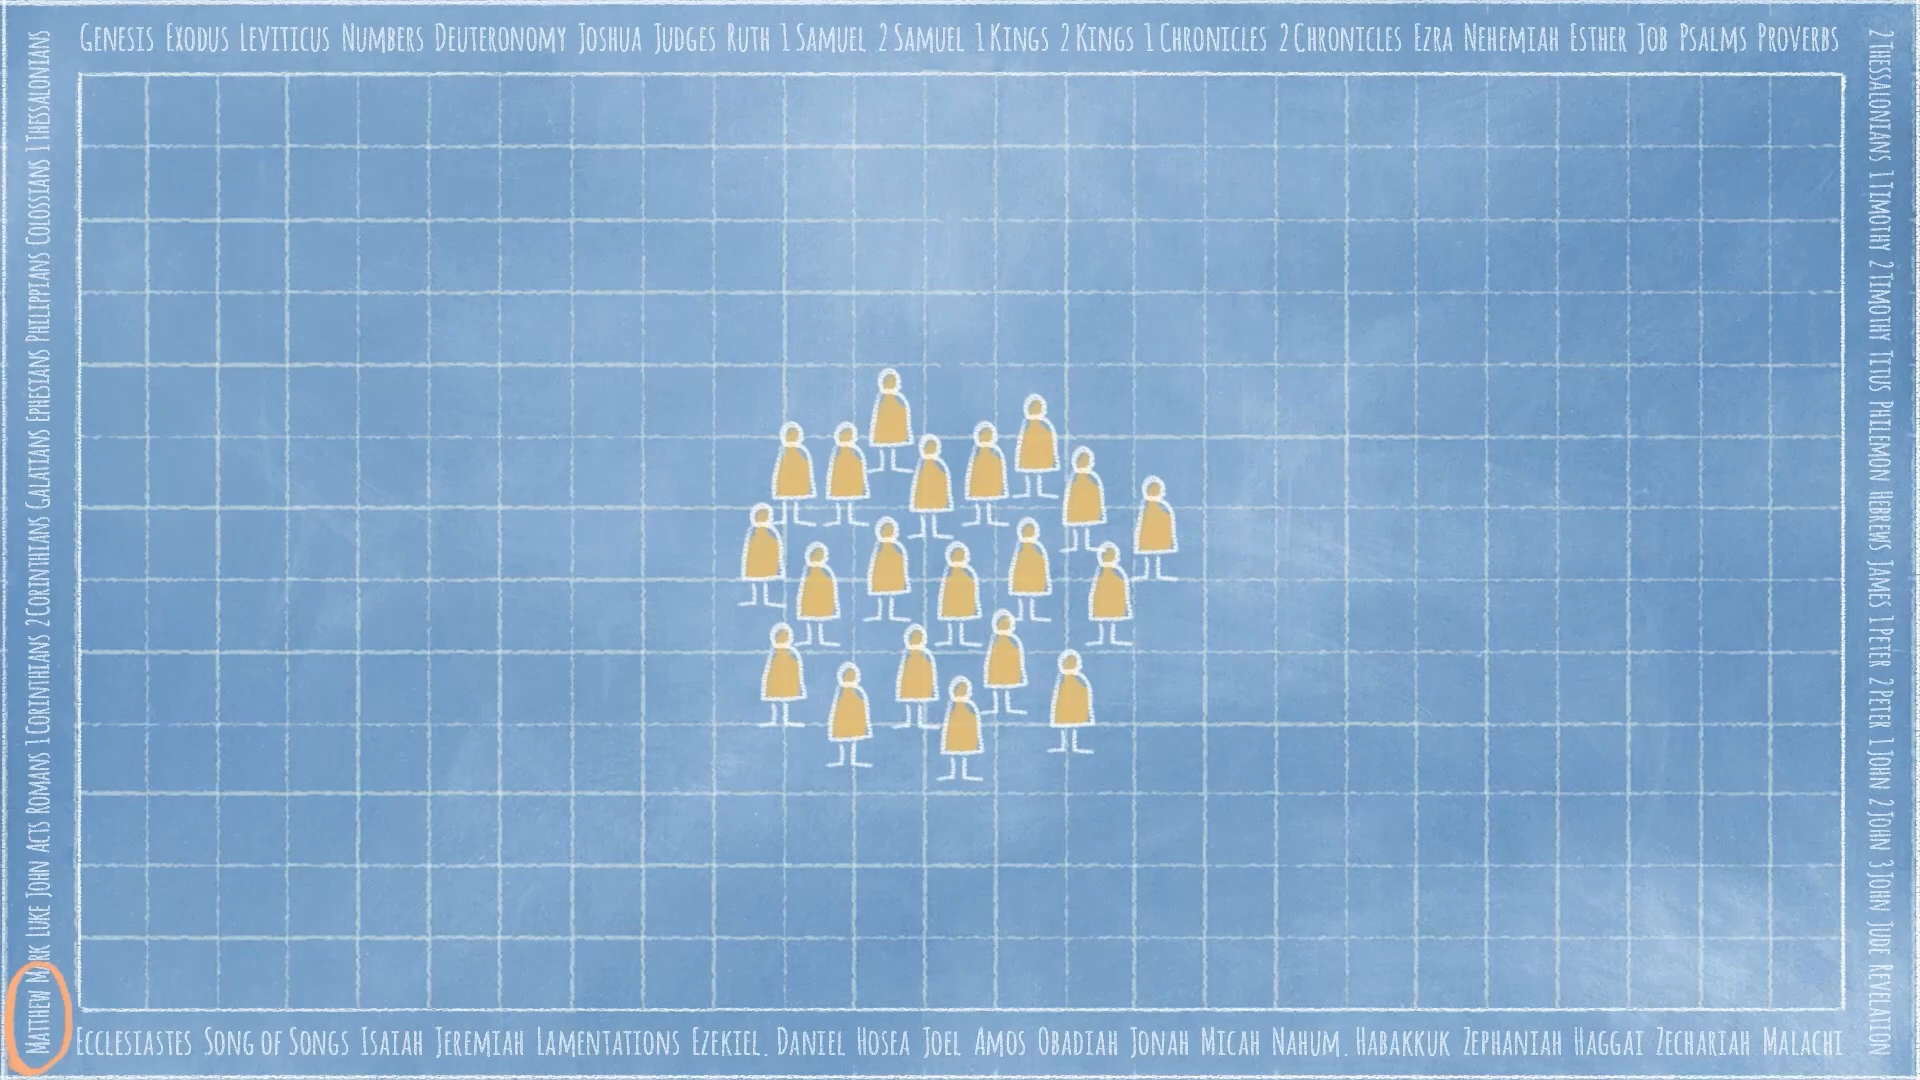 Genesis Exodus Leviticus Numbers Deuteronomy Joshua Judges Ruth 1 Samuel 2 Samuel 1 Kings 2 Kings 1 Chronicles 2 Chronicles Ezra Nehemiah Esther Job Psalms Proverbs
Ecclesiastes Song of Songs Isaiah Jeremiah Lamentations Ezekiel. Daniel Hosea Joel Amos Obadiah Jonah Micah Nahum. Habakkuk Zephaniah Haggai Zechariah Malachi
Matthew Mark Luke John Acts Romans 1 Corinthians 2 Corinthians Galatians Ephesians Philippians Colossians 1 Thessalonians
2 Thessalonians 1 Timothy 2 Timothy Titus Philemon Hebrews James 1 Peter 2 Peter 1 John 2 John 3 John Jude Revelation